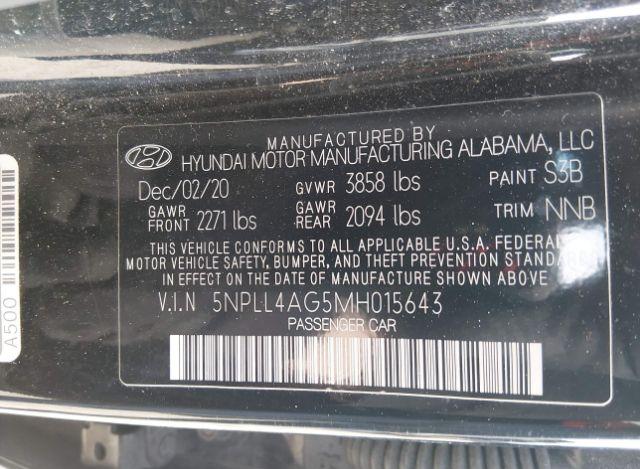 MANUFACTURED BY
HYUNDAI MOTOR MANUFACTURING ALABAMA, LLC
Dec/02/20 GVWR 3858 lbs PAINT S3B
GAWR FRONT 2271 lbs GAWR REAR 2094 lbs TRIM NNB
THIS VEHICLE CONFORMS TO ALL APPLICABLE U.S.A. FEDERAL
MOTOR VEHICLE SAFETY, BUMPER, AND THEFT PREVENTION STANDARDS
IN EFFECT ON THE DATE OF MANUFACTURE SHOWN ABOVE
V.I.N 5NPLL4AG5MH015643
PASSENGER CAR
A500